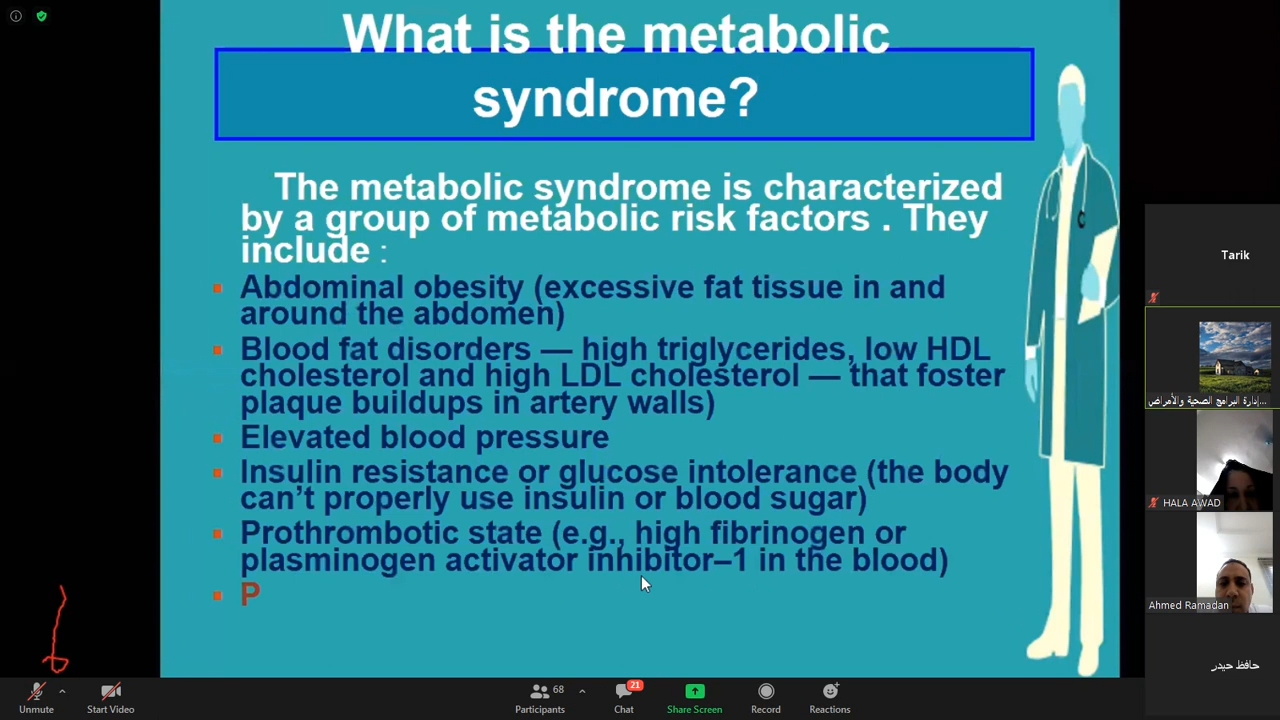 What is the metabolic
syndrome?
The metabolic syndrome is characterized
by a group of metabolic risk factors . They
include :
Abdominal obesity (excessive fat tissue in and
around the abdomen)
Blood fat disorders — high triglycerides, low HDL
cholesterol and high LDL cholesterol — that foster
plaque buildups in artery walls)
Elevated blood pressure
Insulin resistance or glucose intolerance (the body
can’t properly use insulin or blood sugar)
Prothrombotic state (e.g., high fibrinogen or
plasminogen activator inhibitor–1 in the blood)
P
Tarik
إدارة البرامج الصحية والأمراض...
HALA AWAD
Ahmed Ramadan
حافظ حيدر
Unmute
Start Video
Participants
68
Chat
21
Share Screen
Record
Reactions